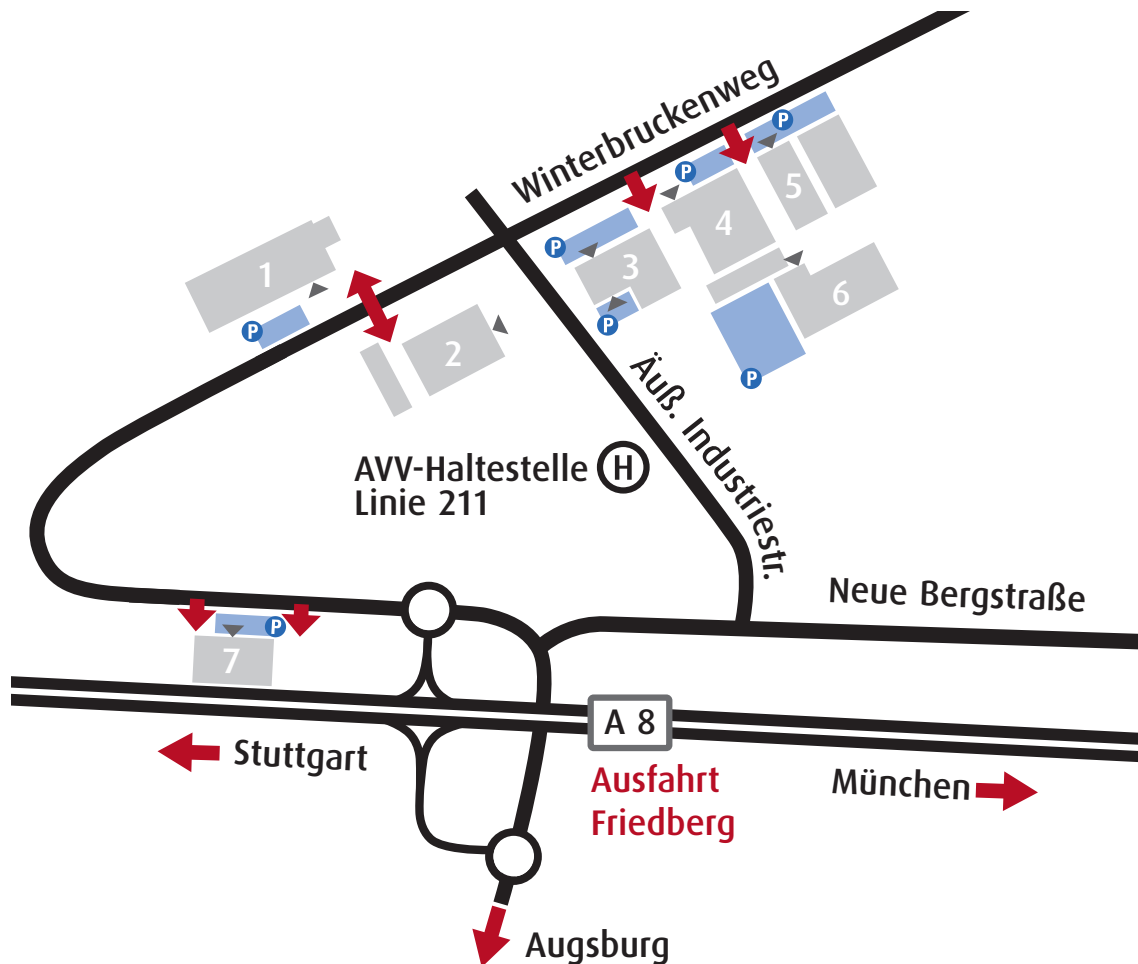 Winterbruckenweg
P
P
5
4
P
3
6
1
P
2
P
P
Äuß. Industriestr.
AVV-Haltestelle H
Linie 211
Neue Bergstraße
P
7
A 8
Stuttgart
Ausfahrt
Friedberg
München
Augsburg